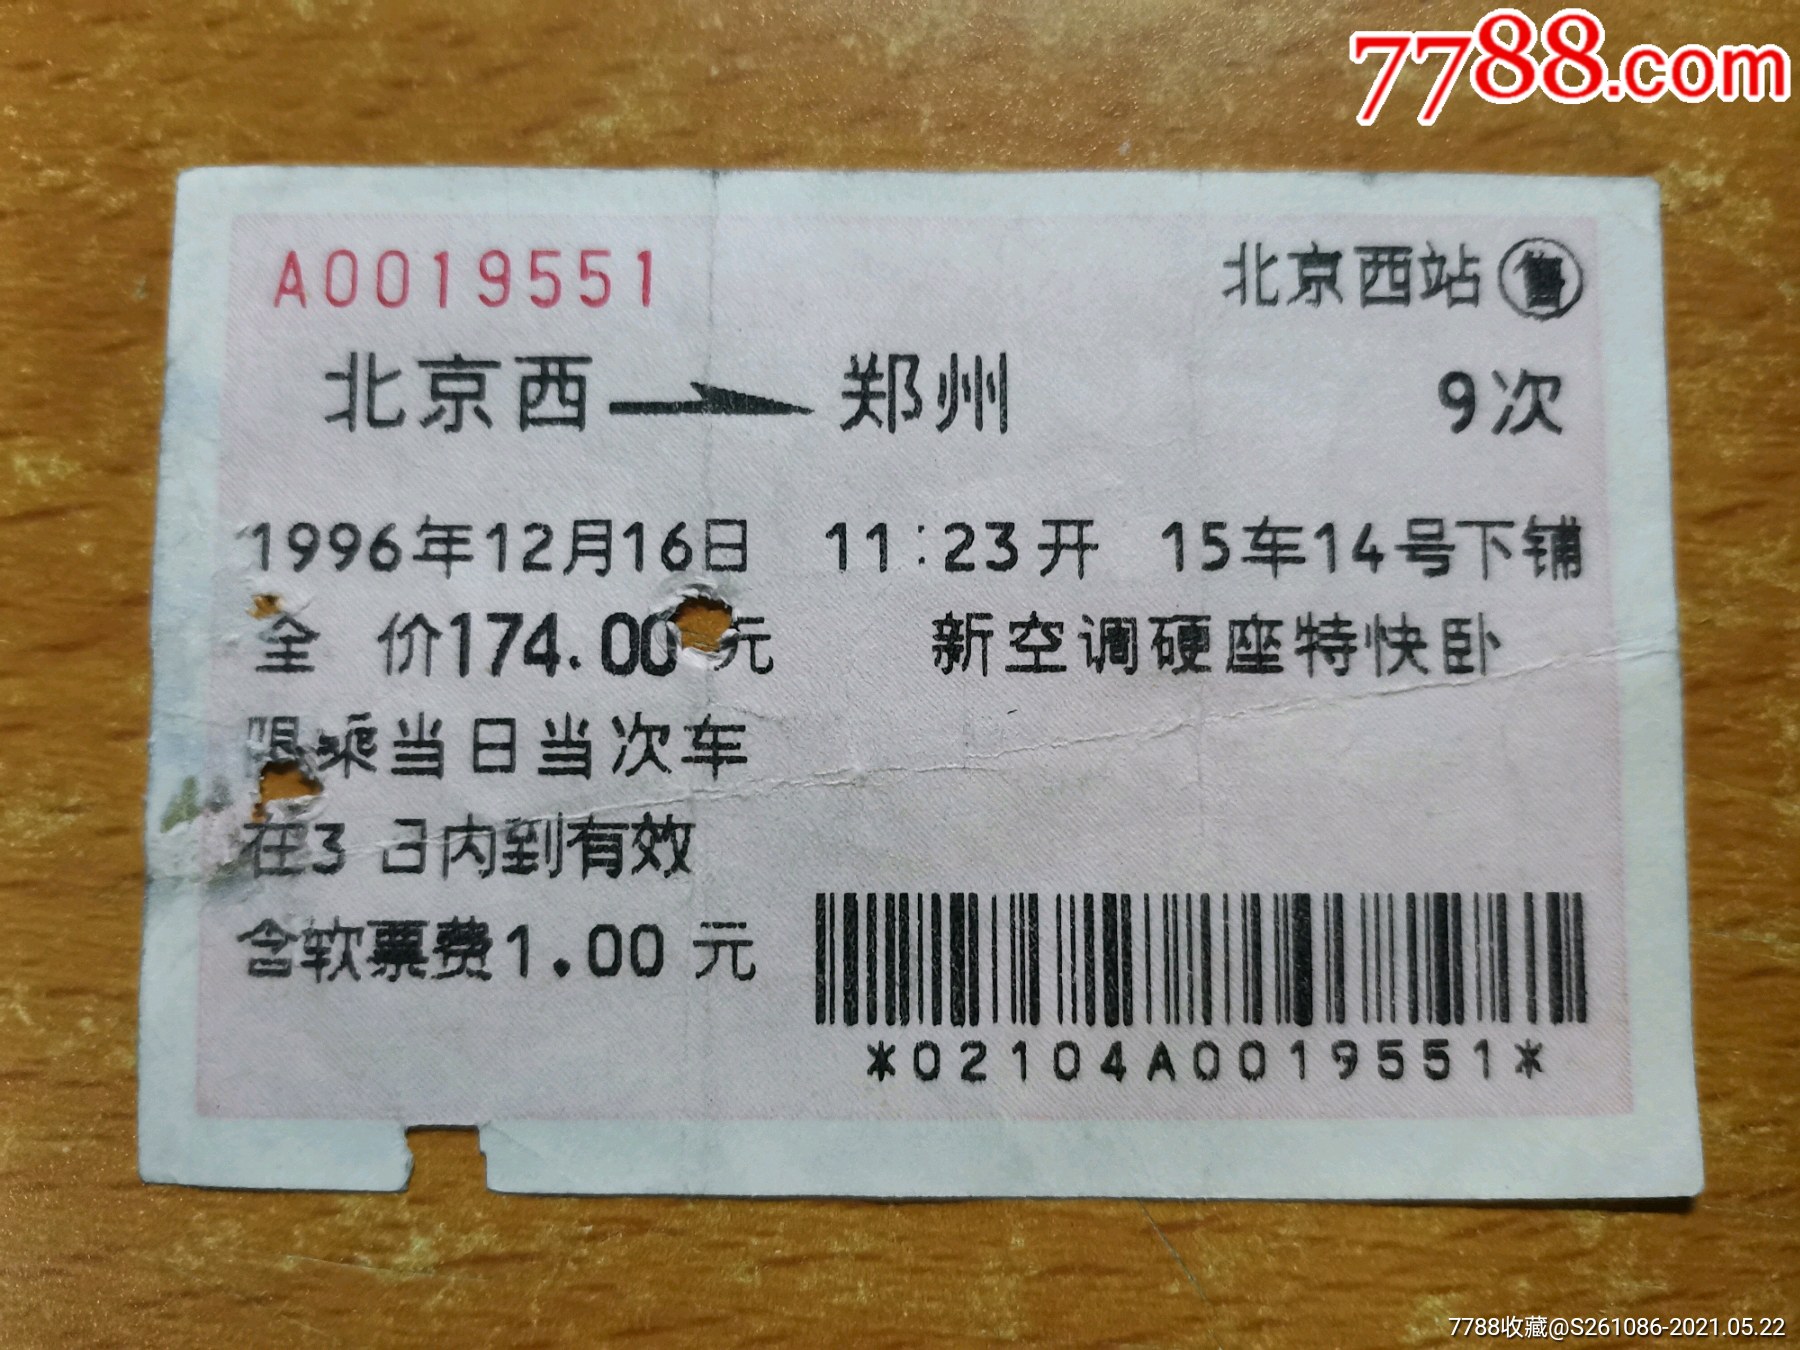 7788.com
A0019551
北京西站 售
北京西 郑州 9次
1996年12月16日 11:23开 15车14号下铺
全 价174.00元 新空调硬座特快卧
限乘当日当次车
在3日内到有效
含软票费1.00元
*02104A0019551*
7788收藏@S261086-2021.05.22